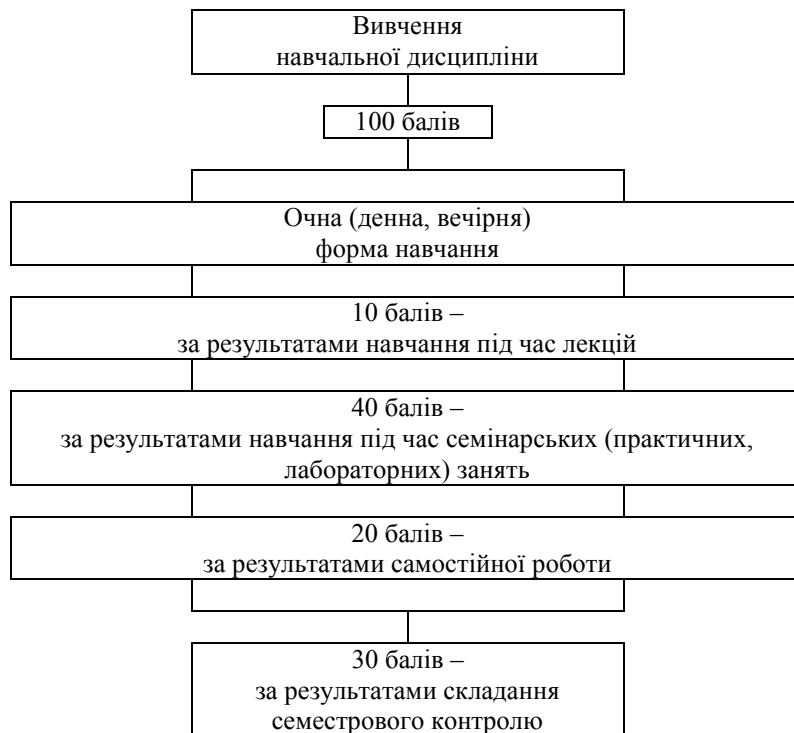 Вивчення
навчальної дисципліни
100 балів
Очна (денна, вечірня)
форма навчання
10 балів –
за результатами навчання під час лекцій
40 балів –
за результатами навчання під час семінарських (практичних,
лабораторних) занять
20 балів –
за результатами самостійної роботи
30 балів –
за результатами складання
семестрового контролю